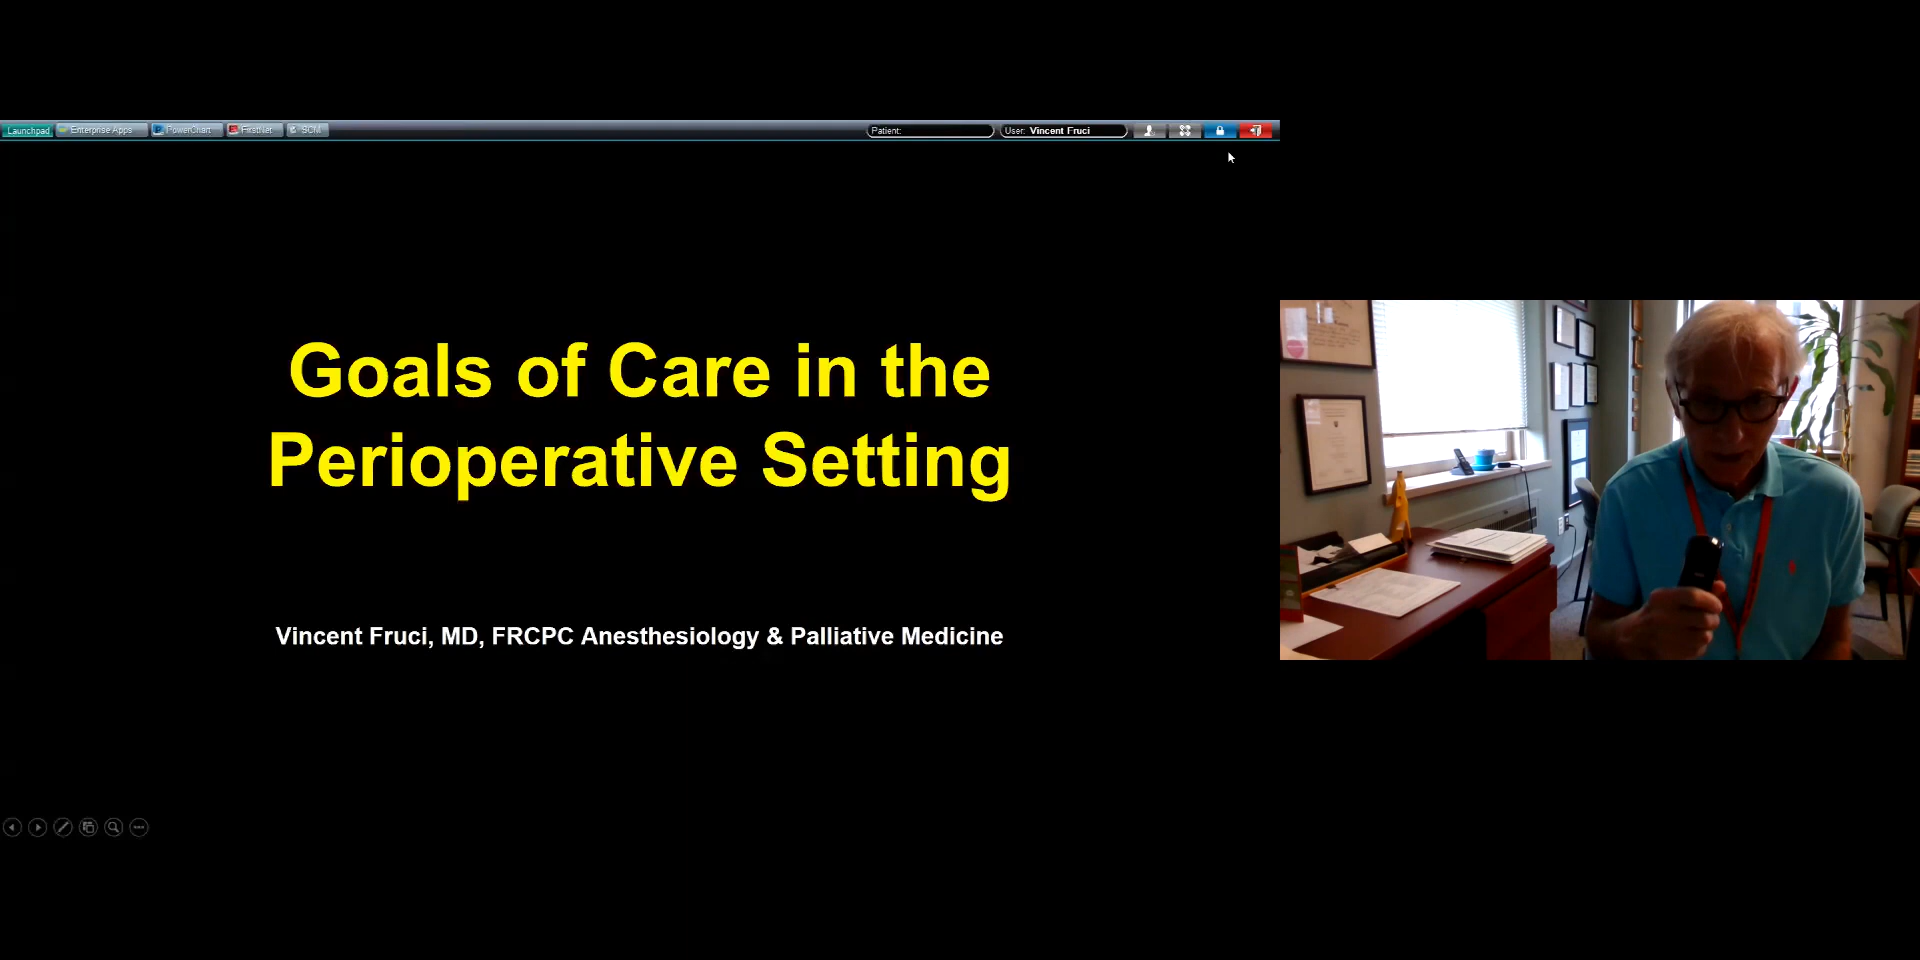 Launchpad Enterprise Apps PowerChart FirstNet SCM Patient: User: Vincent Fruci
Goals of Care in the
Perioperative Setting
Vincent Fruci, MD, FRCPC Anesthesiology & Palliative Medicine